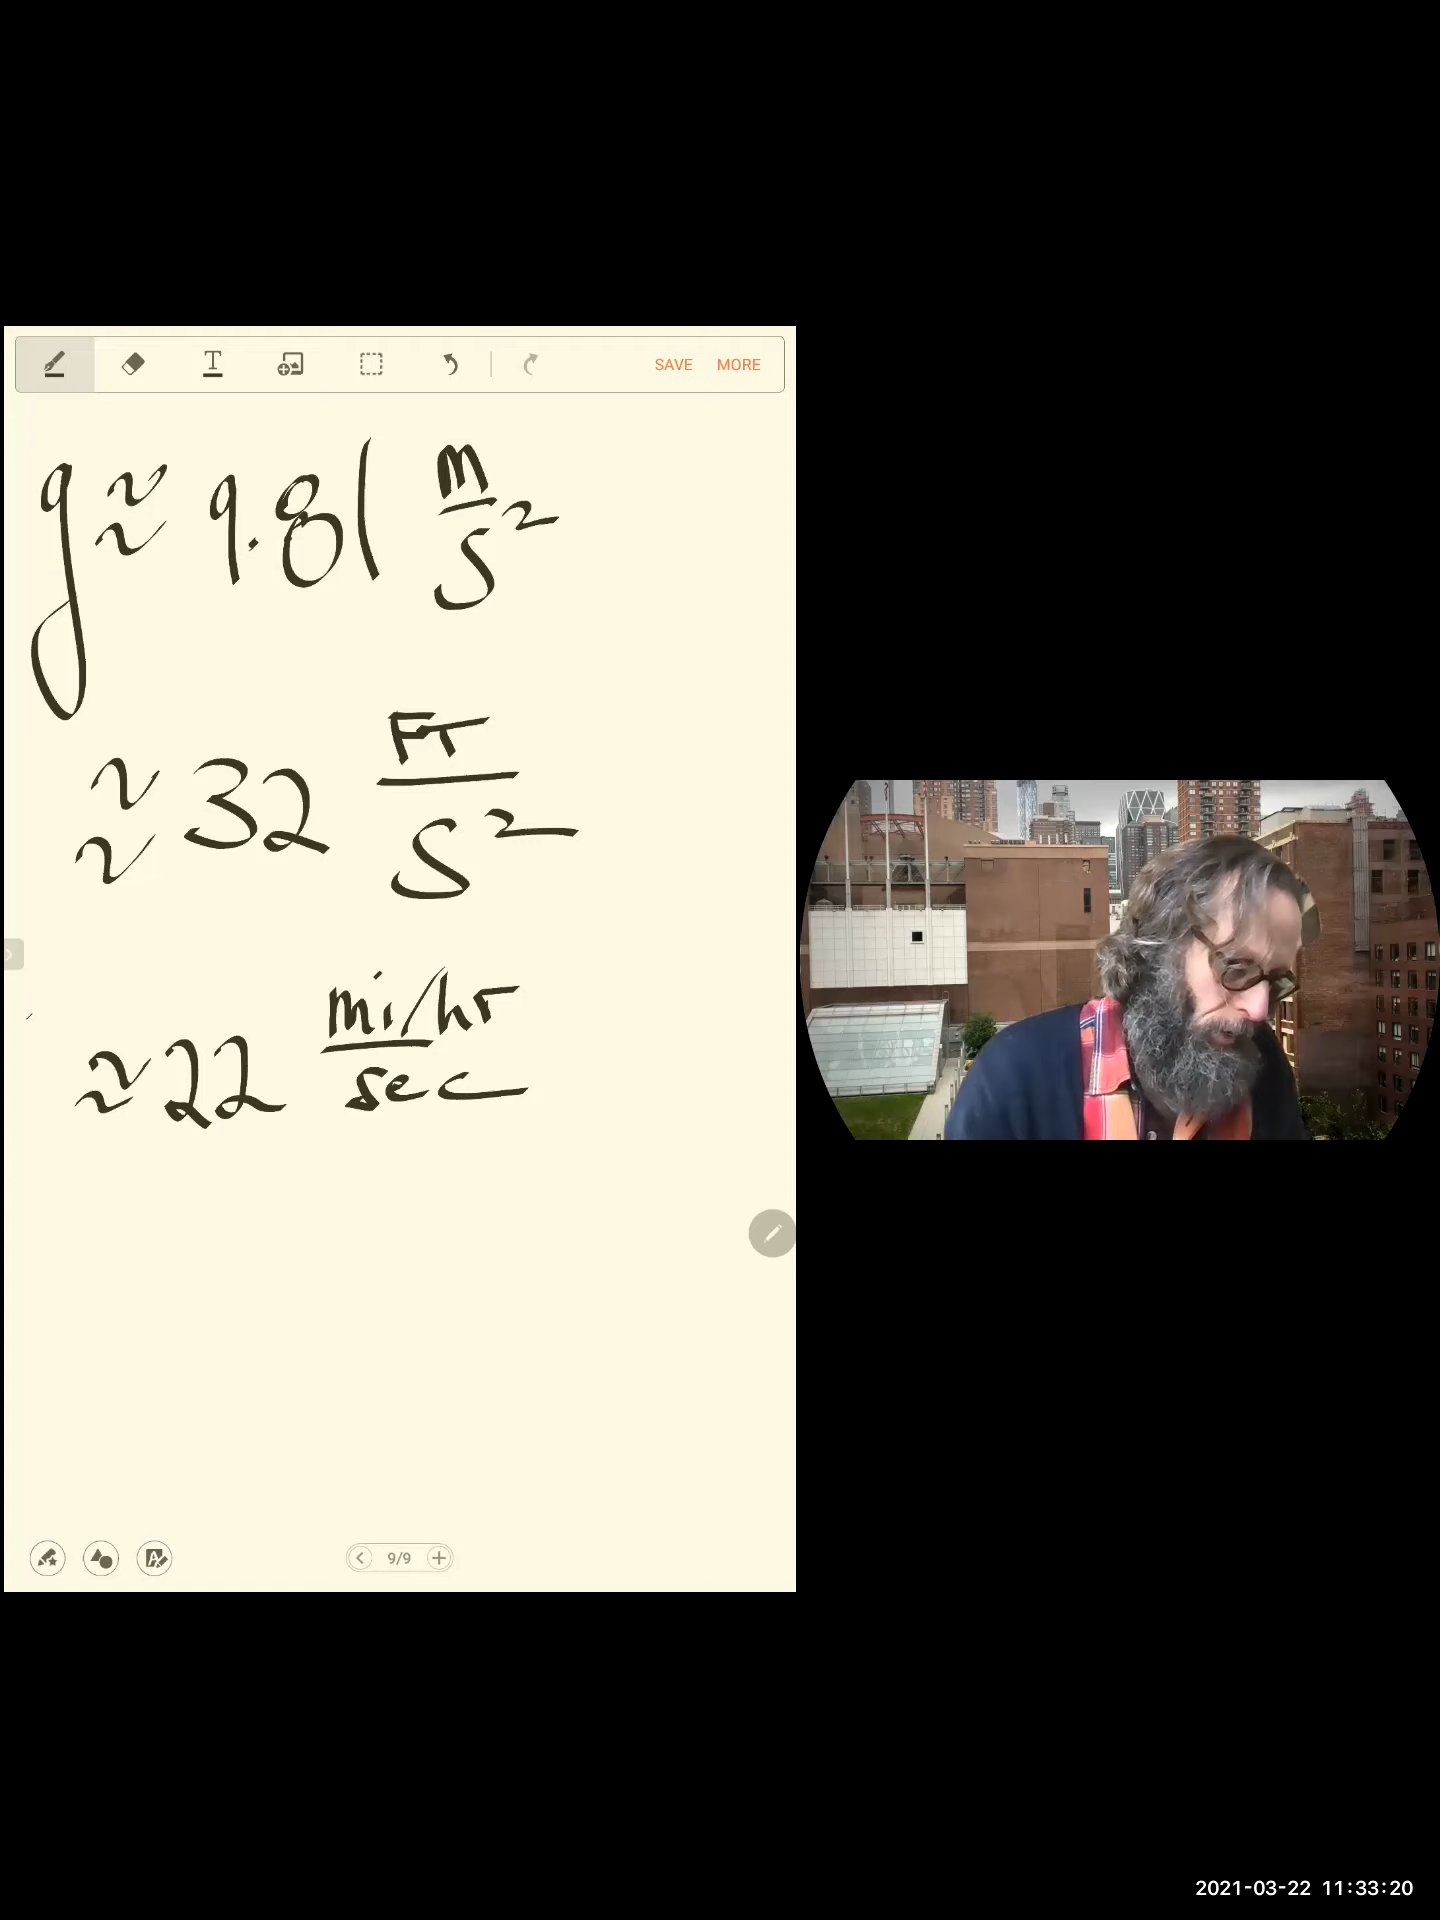 T SAVE MORE
g ≈ 9.81 m/s²
≈ 32 FT/s²
≈ 22 mi/hr/sec
A
9/9
2021-03-22 11:33:20